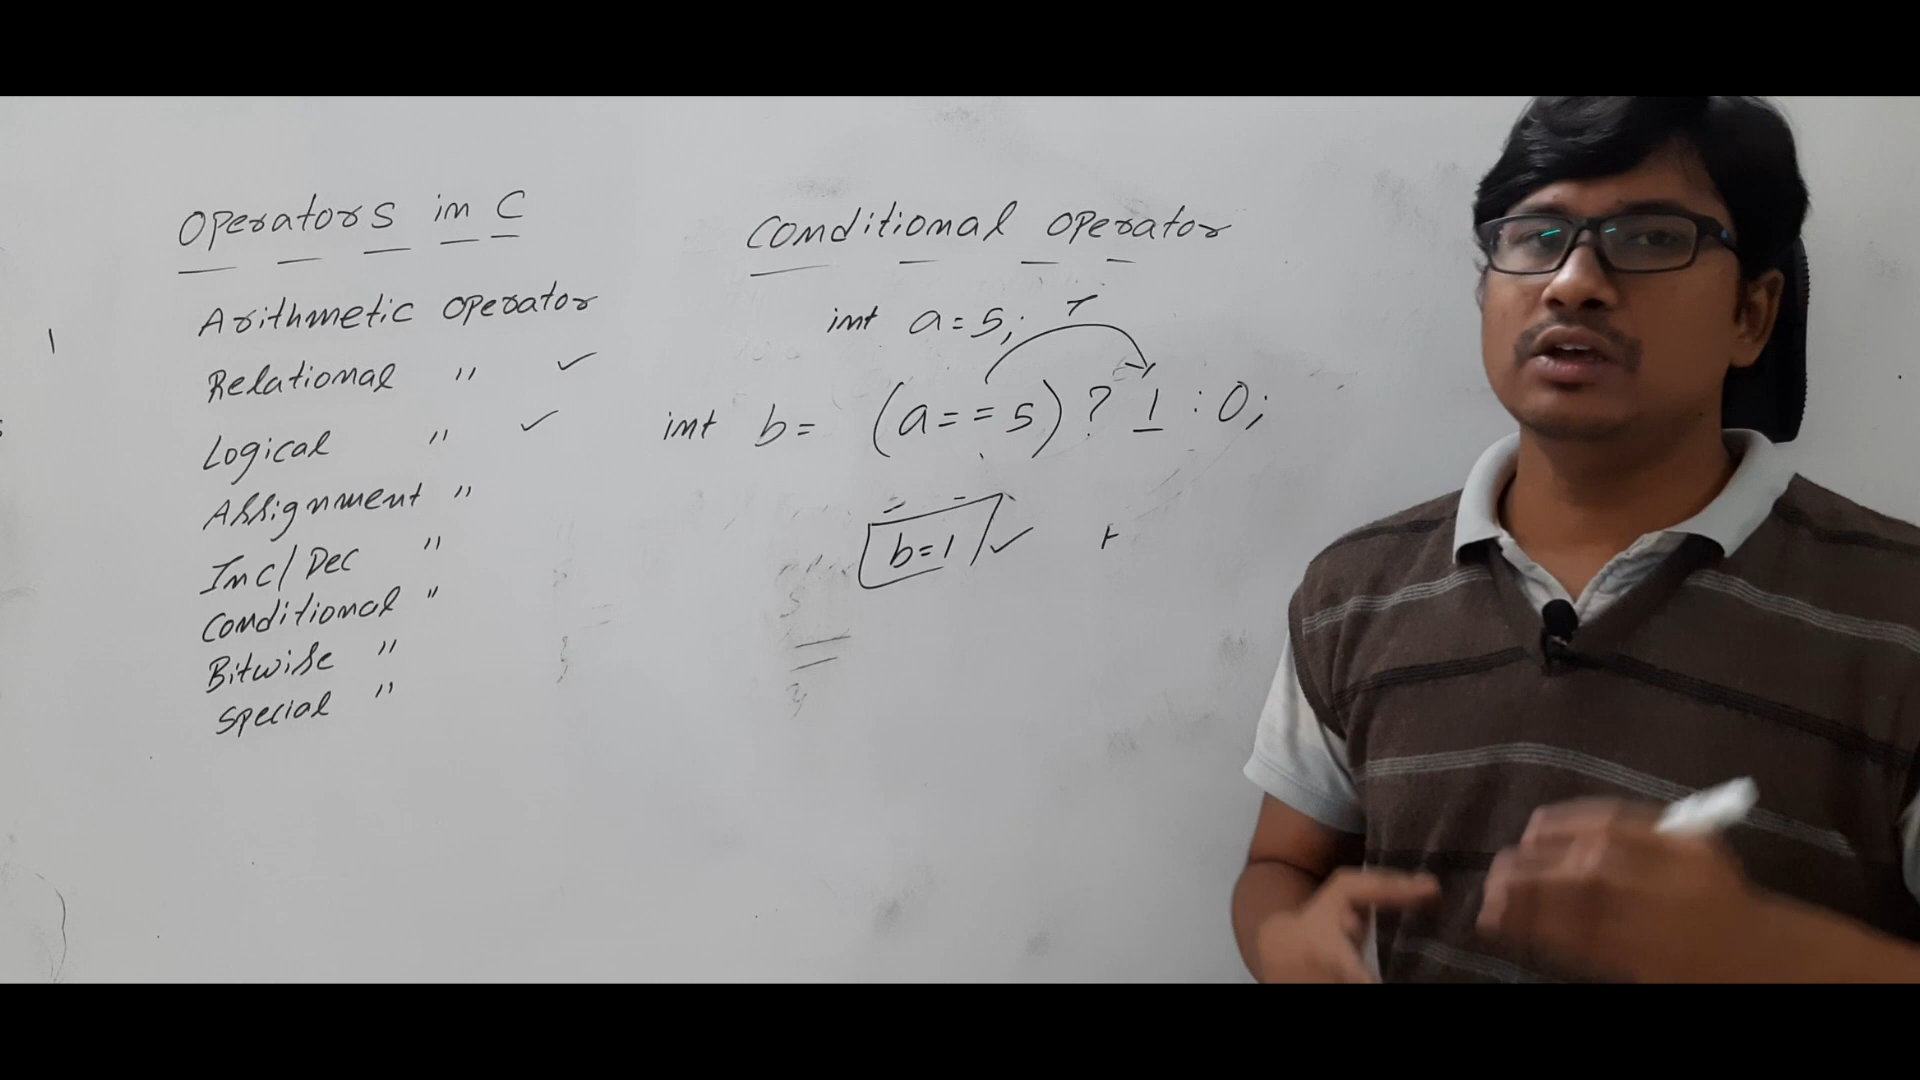 Operators in C
Arithmetic operator
Relational " ✓
Logical " ✓
Assignment "
Inc/Dec "
Conditional "
Bitwise "
Special "
Conditional operator
int a=5; T
int b= (a==5) ? 1 : 0;
b=1 ✓